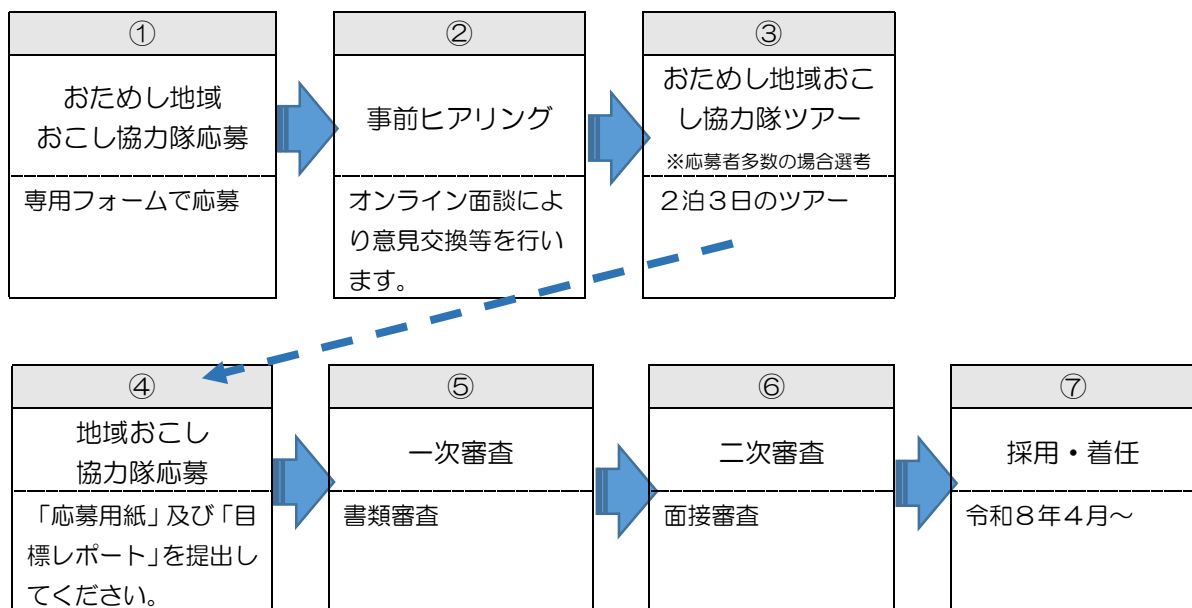 ①
おためし地域
おこし協力隊応募
専用フォームで応募
②
事前ヒアリング
オンライン面談によ
り意見交換等を行い
ます。
③
おためし地域おこ
し協力隊ツアー
※応募者多数の場合選考
２泊３日のツアー
④
地域おこし
協力隊応募
「応募用紙」及び「目
標レポート」を提出し
てください。
⑤
一次審査
書類審査
⑥
二次審査
面接審査
⑦
採用・着任
令和８年４月～